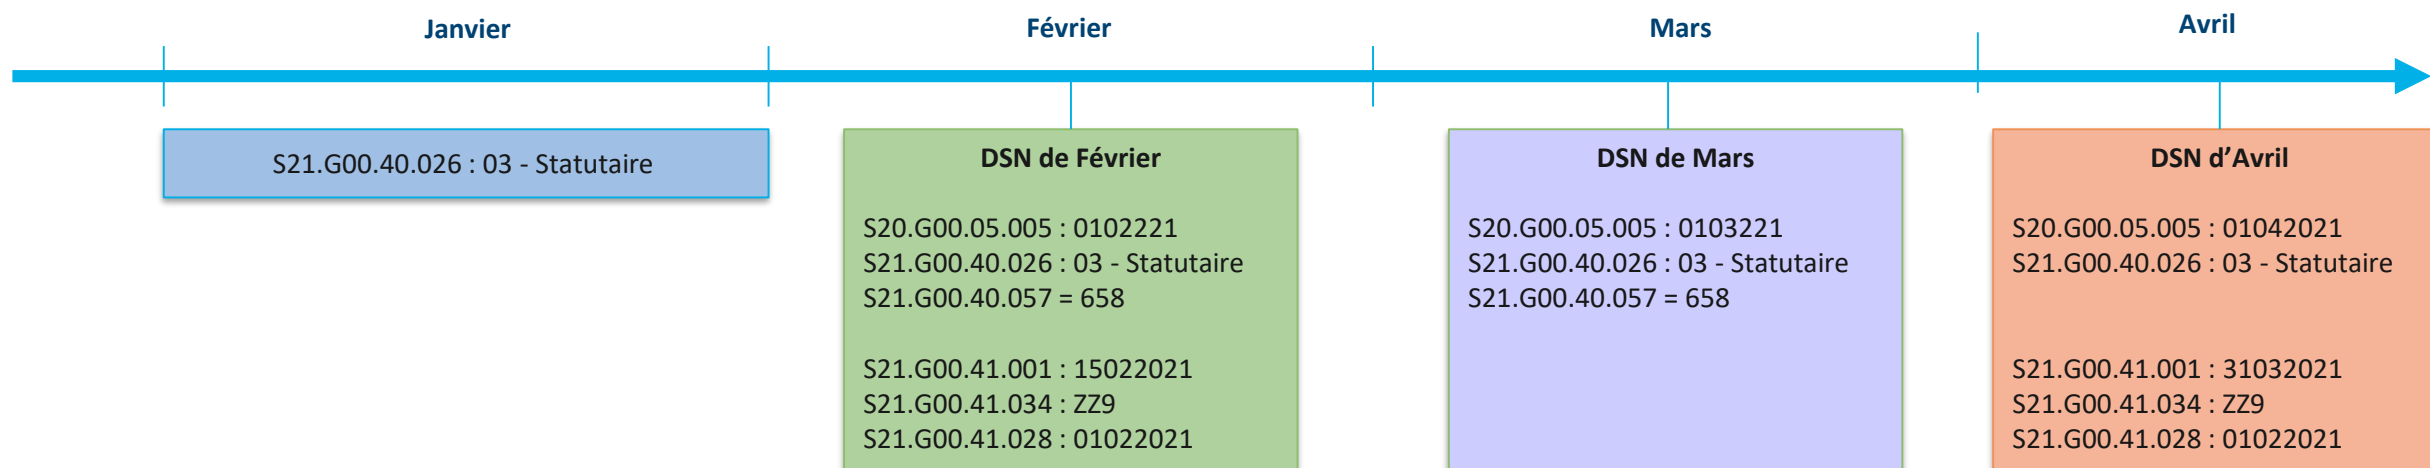 Janvier
Février
Mars
Avril
S21.G00.40.026 : 03 - Statutaire
DSN de Février
S20.G00.05.005 : 0102221
S21.G00.40.026 : 03 - Statutaire
S21.G00.40.057 = 658
S21.G00.41.001 : 15022021
S21.G00.41.034 : ZZ9
S21.G00.41.028 : 01022021
DSN de Mars
S20.G00.05.005 : 0103221
S21.G00.40.026 : 03 - Statutaire
S21.G00.40.057 = 658
DSN d’Avril
S20.G00.05.005 : 01042021
S21.G00.40.026 : 03 - Statutaire
S21.G00.41.001 : 31032021
S21.G00.41.034 : ZZ9
S21.G00.41.028 : 01022021